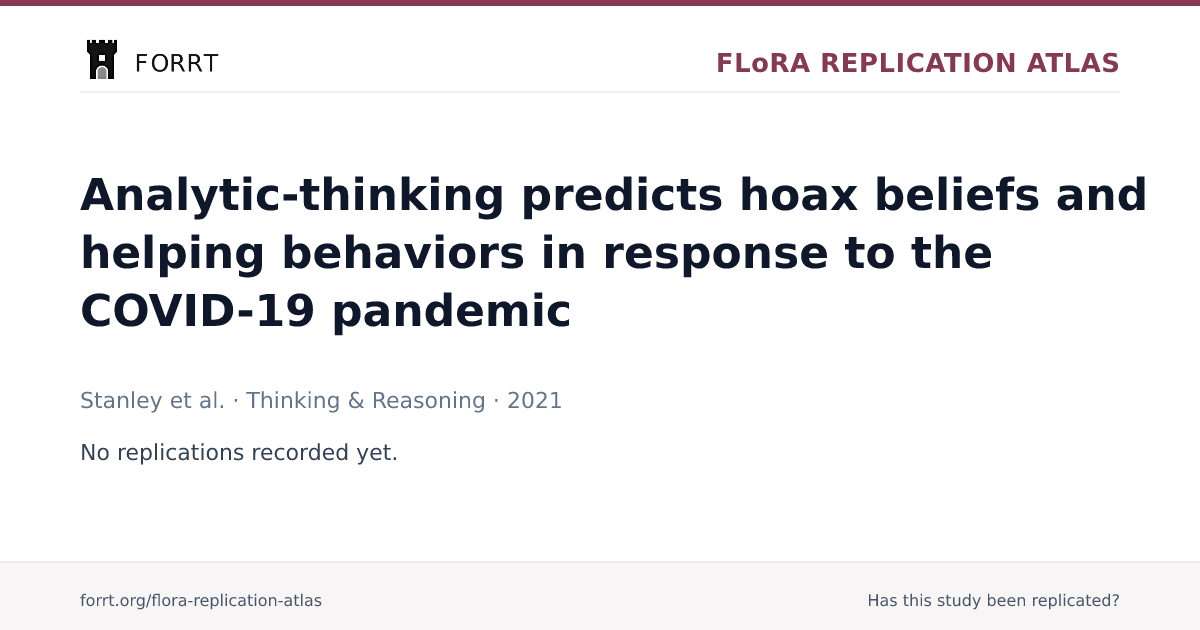 FORRT
FLoRA REPLICATION ATLAS
Analytic-thinking predicts hoax beliefs and
helping behaviors in response to the
COVID-19 pandemic
Stanley et al. · Thinking & Reasoning · 2021
No replications recorded yet.
forrt.org/flora-replication-atlas
Has this study been replicated?